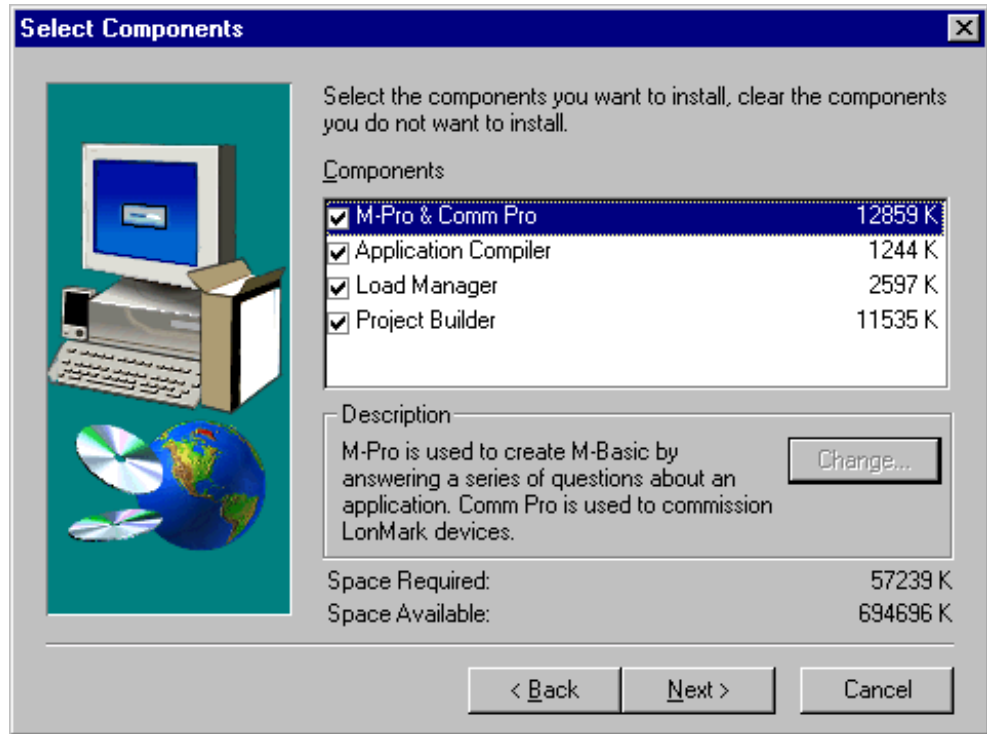 Select Components
Select the components you want to install, clear the components
you do not want to install.
Components
M-Pro & Comm Pro 12859 K
Application Compiler 1244 K
Load Manager 2597 K
Project Builder 11535 K
Description
M-Pro is used to create M-Basic by
answering a series of questions about an
application. Comm Pro is used to commission
LonMark devices.
Change...
Space Required: 57239 K
Space Available: 694696 K
< Back
Next >
Cancel